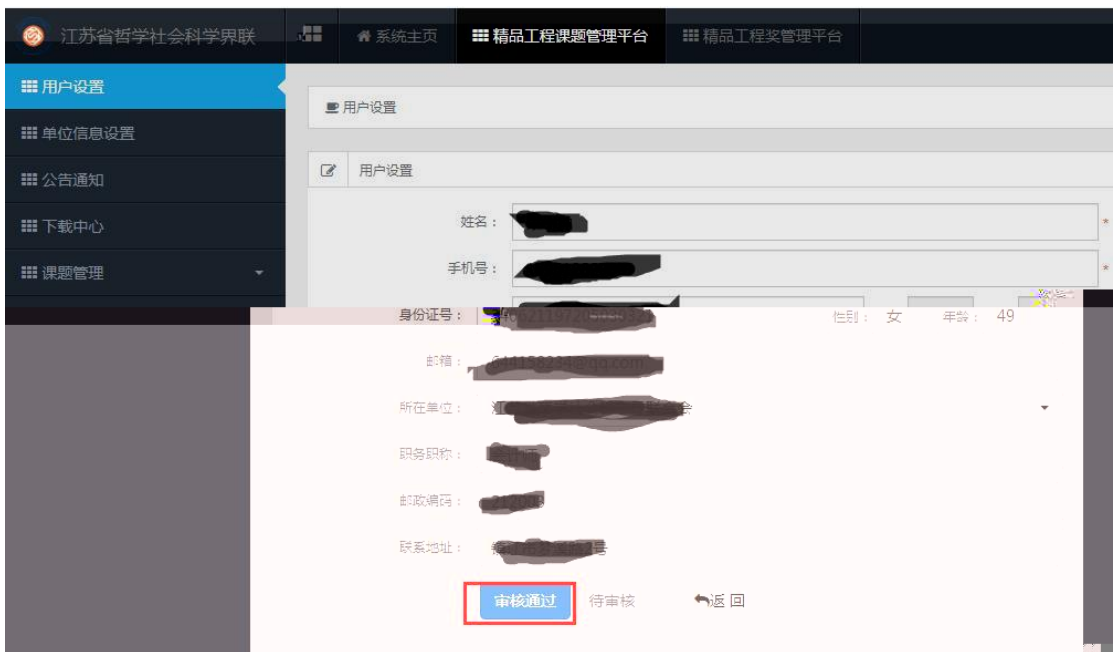 江苏省哲学社会科学界联 系统主页 精品工程课题管理平台 精品工程奖管理平台
用户设置
用户设置
单位信息设置
公告通知
用户设置
下载中心
姓名： *
课题管理
手机号： *
身份证号： 性别： 女 年龄： 49
邮箱：
所在单位： 会
职务职称：
邮政编码：
联系地址： 号
审核通过 待审核 返 回